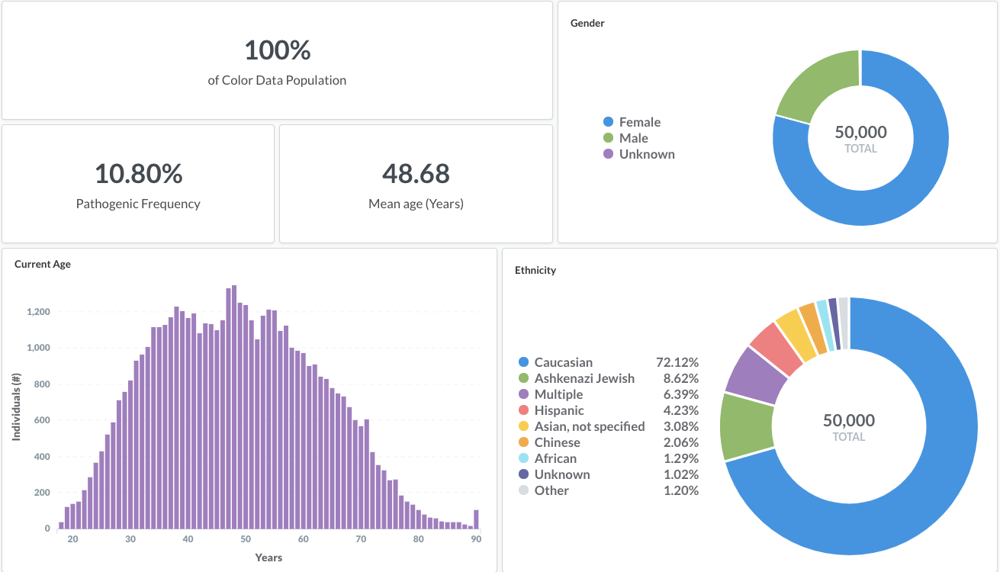 100%
of Color Data Population
10.80%
Pathogenic Frequency
48.68
Mean age (Years)
Gender
Female
Male
Unknown
50,000
TOTAL
Current Age
Individuals (#)
1,200
1,000
800
600
400
200
0
20 30 40 50 60 70 80 90
Years
Ethnicity
Caucasian 72.12%
Ashkenazi Jewish 8.62%
Multiple 6.39%
Hispanic 4.23%
Asian, not specified 3.08%
Chinese 2.06%
African 1.29%
Unknown 1.02%
Other 1.20%
50,000
TOTAL